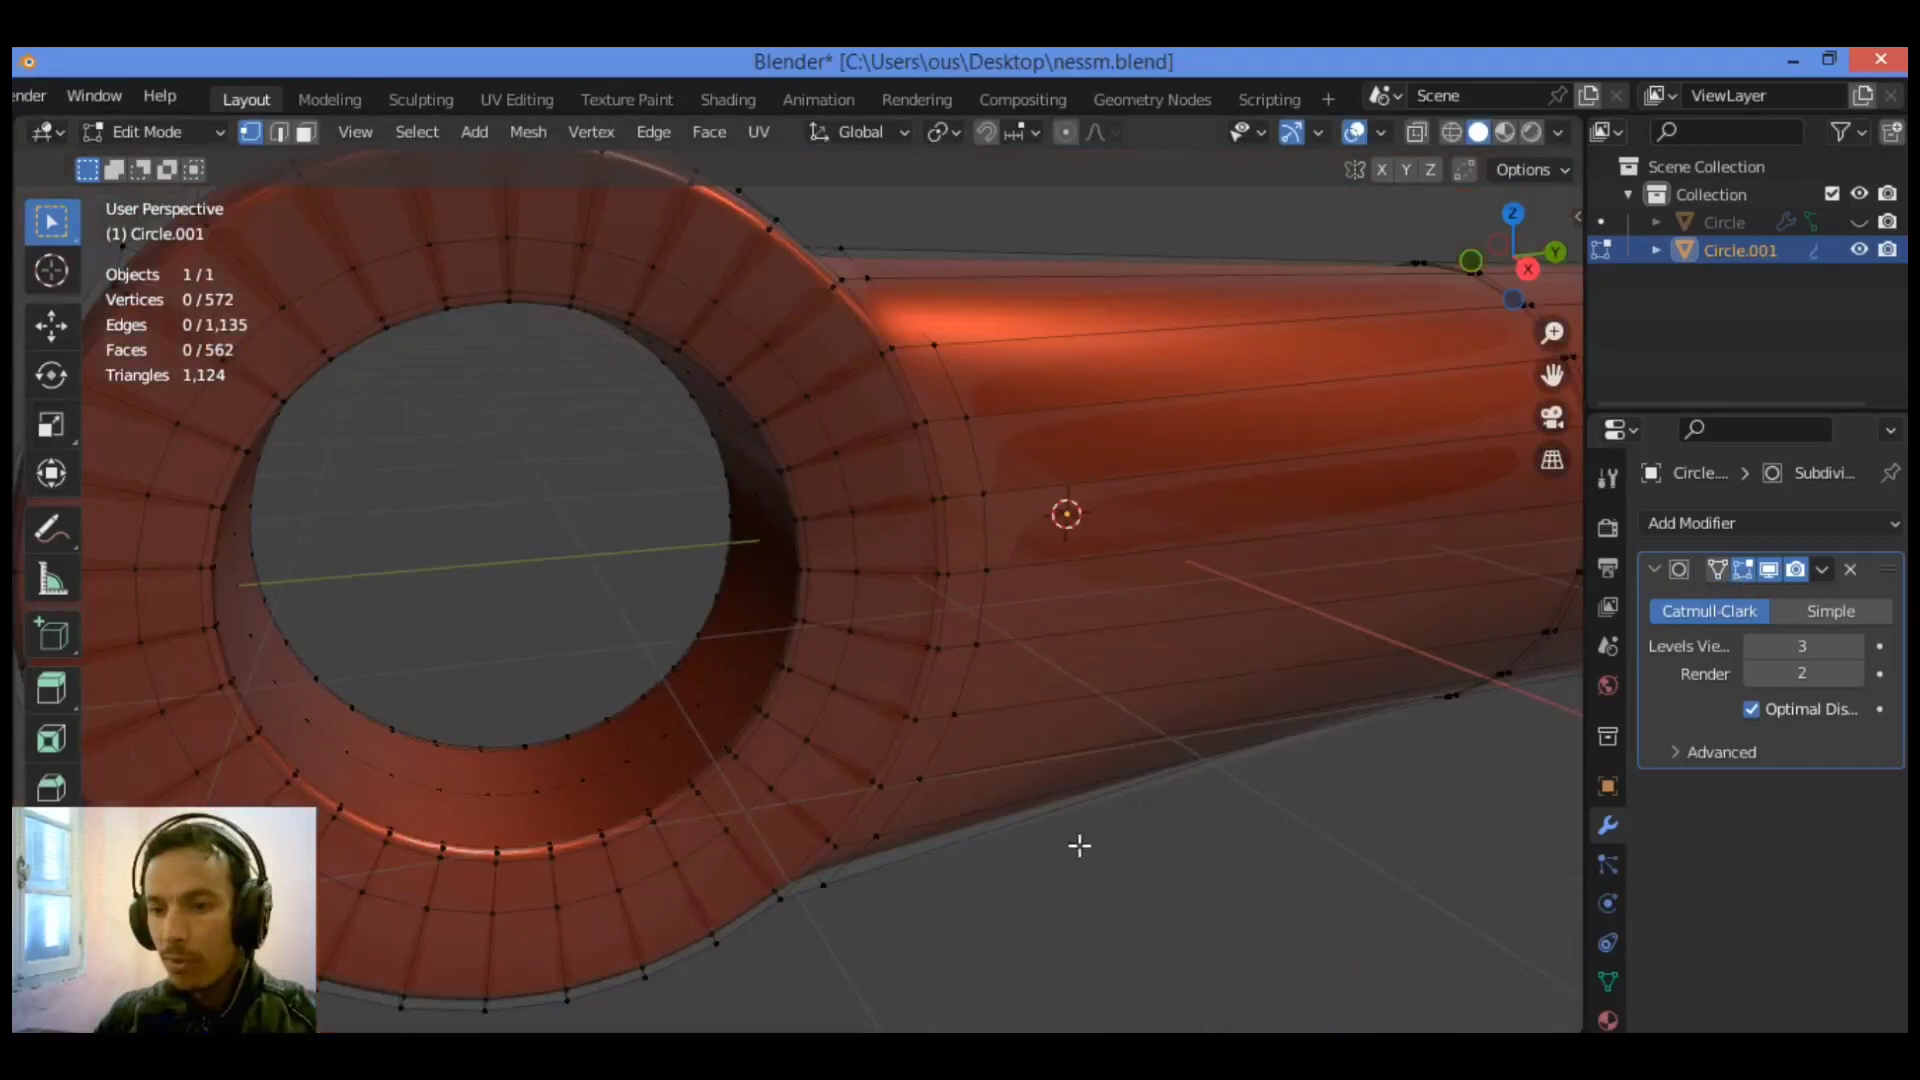 Blender* [C:\Users\ous\Desktop\nessm.blend]
nder Window Help Layout Modeling Sculpting UV Editing Texture Paint Shading Animation Rendering Compositing Geometry Nodes Scripting + Scene ViewLayer
Edit Mode View Select Add Mesh Vertex Edge Face UV Global
X Y Z Options
User Perspective
(1) Circle.001
Objects 1 / 1
Vertices 0 / 572
Edges 0 / 1,135
Faces 0 / 562
Triangles 1,124
Z
Y
X
Scene Collection
Collection
Circle
Circle.001
Circle.... Subdivi...
Add Modifier
Catmull-Clark Simple
Levels Vie... 3
Render 2
Optimal Dis...
Advanced